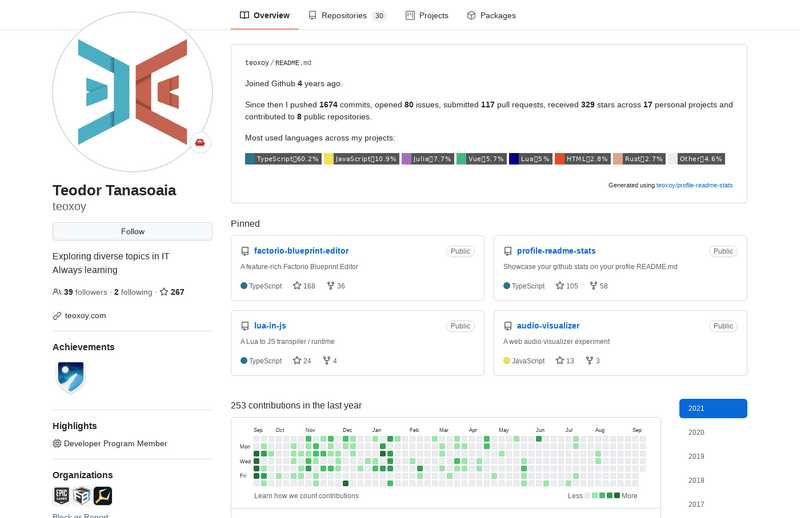 Overview
Repositories 30
Projects
Packages
Teodor Tanasoaia
teoxoy
Follow
Exploring diverse topics in IT
Always learning
39 followers · 2 following · 267
teoxoy.com
Achievements
Highlights
Developer Program Member
Organizations
EPIC GAMES
Block or Report
teoxoy/README.md
Joined Github 4 years ago.
Since then I pushed 1674 commits, opened 80 issues, submitted 117 pull requests, received 329 stars across 17 personal projects and
contributed to 8 public repositories.
Most used languages across my projects:
TypeScript 60.2% JavaScript 10.9% Julia 7.7% Vue 5.7% Lua 5% HTML 2.8% Rust 2.7% Other 4.6%
Generated using teoxoy/profile-readme-stats
Pinned
factorio-blueprint-editor Public
A feature-rich Factorio Blueprint Editor
TypeScript 168 36
profile-readme-stats Public
Showcase your github stats on your profile README.md
TypeScript 105 58
lua-in-js Public
A Lua to JS transpiler / runtime
TypeScript 24 4
audio-visualizer Public
A web audio visualizer experiment
JavaScript 13 3
253 contributions in the last year
Sep Oct Nov Dec Jan Feb Mar Apr May Jun Jul Aug Sep
Mon
Wed
Fri
Learn how we count contributions
Less More
2021
2020
2019
2018
2017